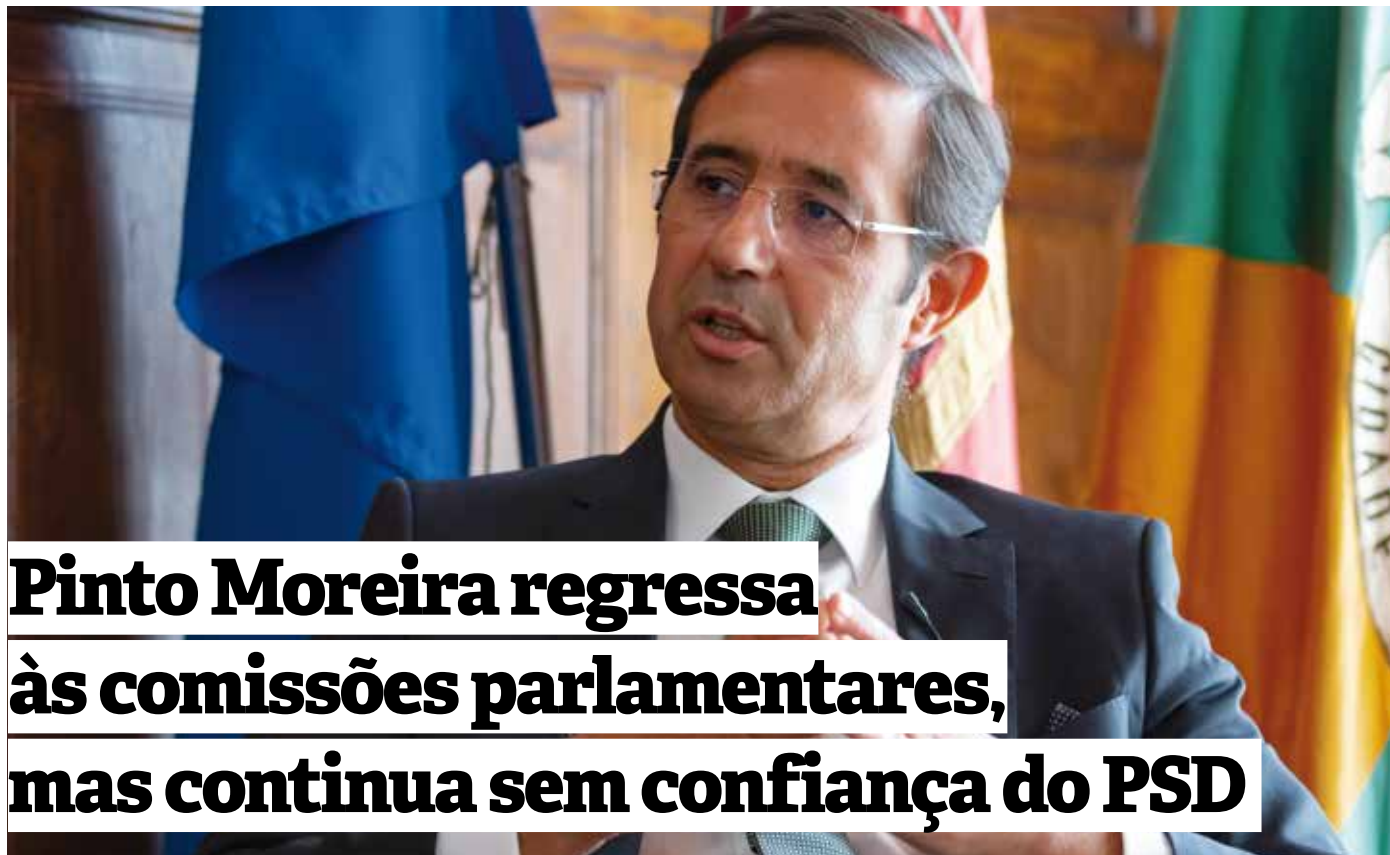 Pinto Moreira regressa
às comissões parlamentares,
mas continua sem confiança do PSD